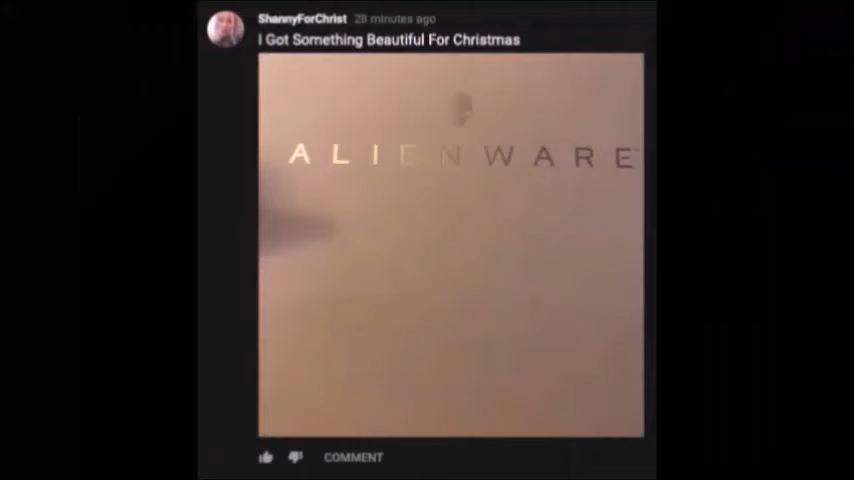 ShannyForChrist 28 minutes ago
I Got Something Beautiful For Christmas
ALIENWARE
COMMENT